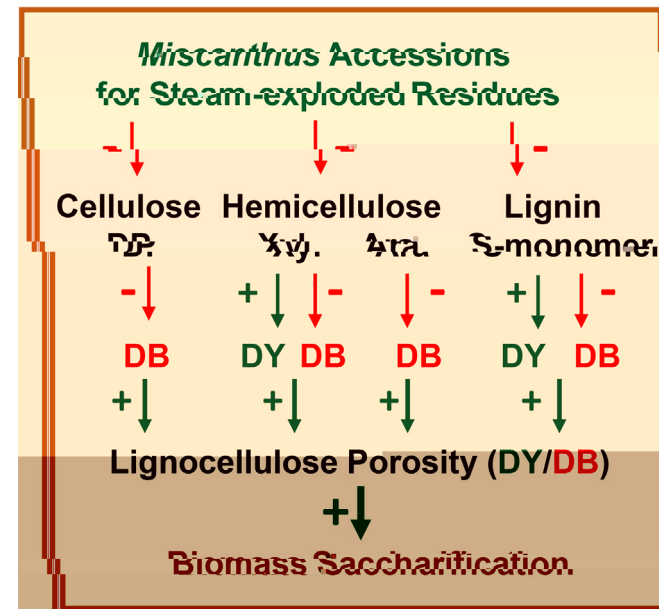 Miscanthus Accessions
for Steam-exploded Residues
- - -
Cellulose Hemicellulose Lignin
DP. Xyl. Ara. S-monomer.
- + - - + -
DB DY DB DB DY DB
+ + + +
Lignocellulose Porosity (DY/DB)
+
Biomass Saccharification.